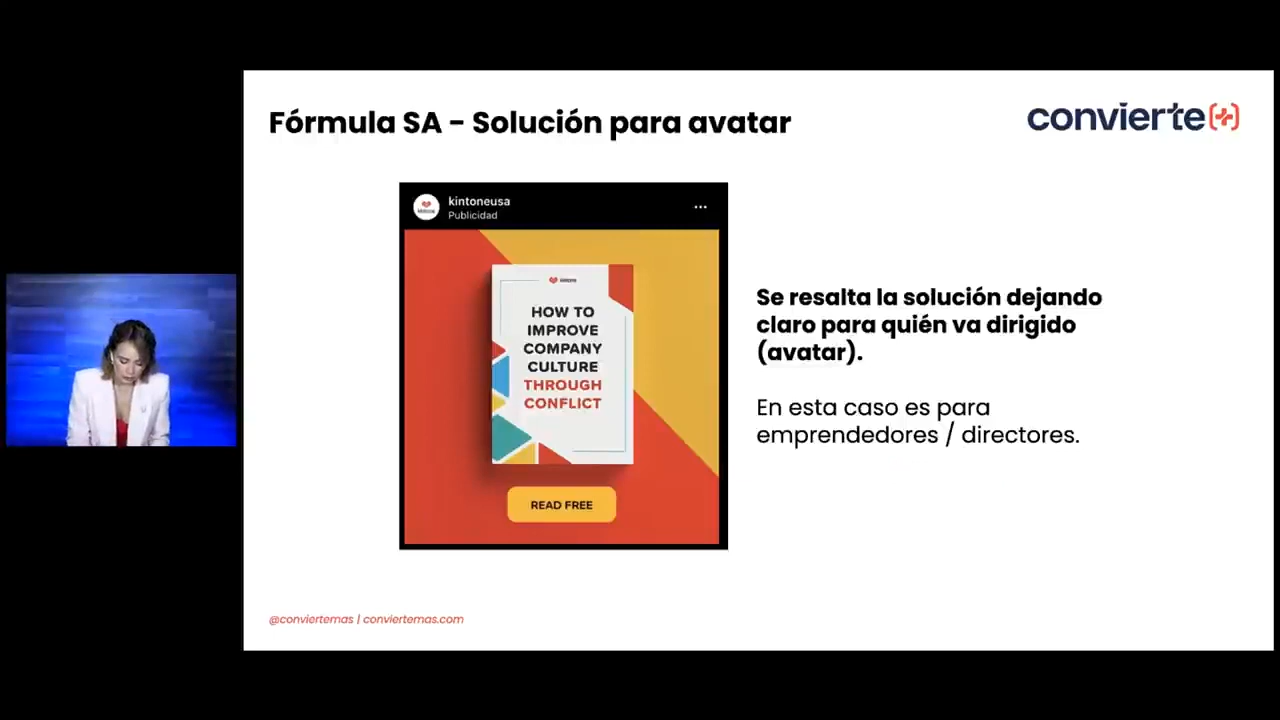 Fórmula SA - Solución para avatar
convierte[+]
kintoneusa
Publicidad
HOW TO
IMPROVE
COMPANY
CULTURE
THROUGH
CONFLICT
READ FREE
Se resalta la solución dejando
claro para quién va dirigido
(avatar).
En esta caso es para
emprendedores / directores.
@conviertemas | conviertemas.com